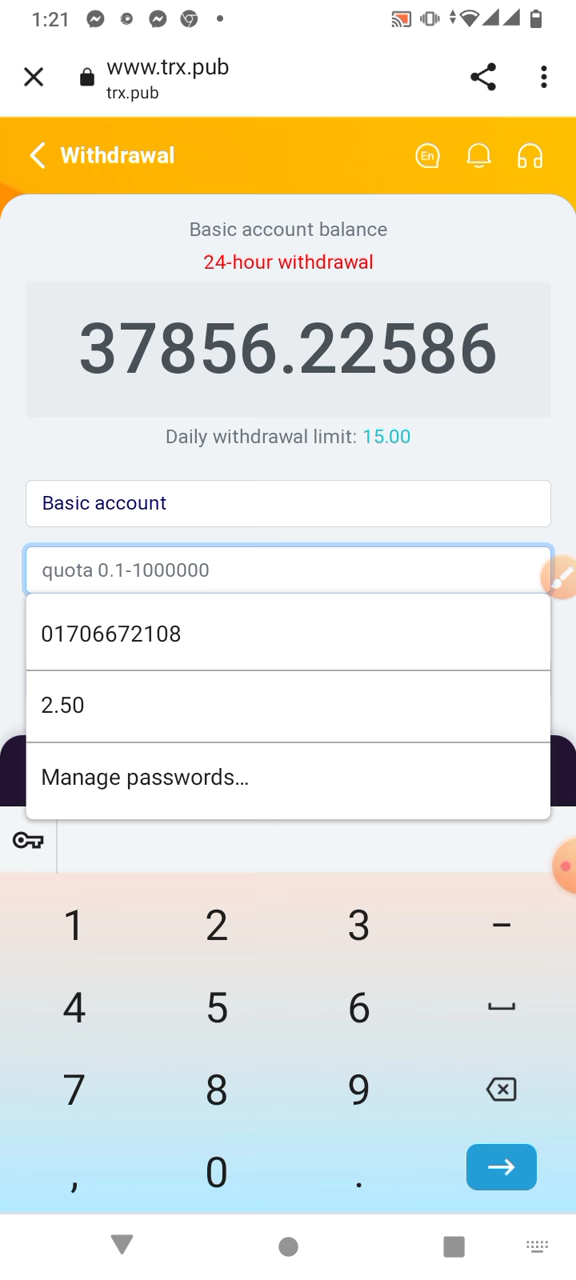 1:21
www.trx.pub
trx.pub
Withdrawal
En
Basic account balance
24-hour withdrawal
37856.22586
Daily withdrawal limit: 15.00
Basic account
quota 0.1-1000000
01706672108
2.50
Manage passwords...
1 2 3 –
4 5 6
7 8 9
, 0 .